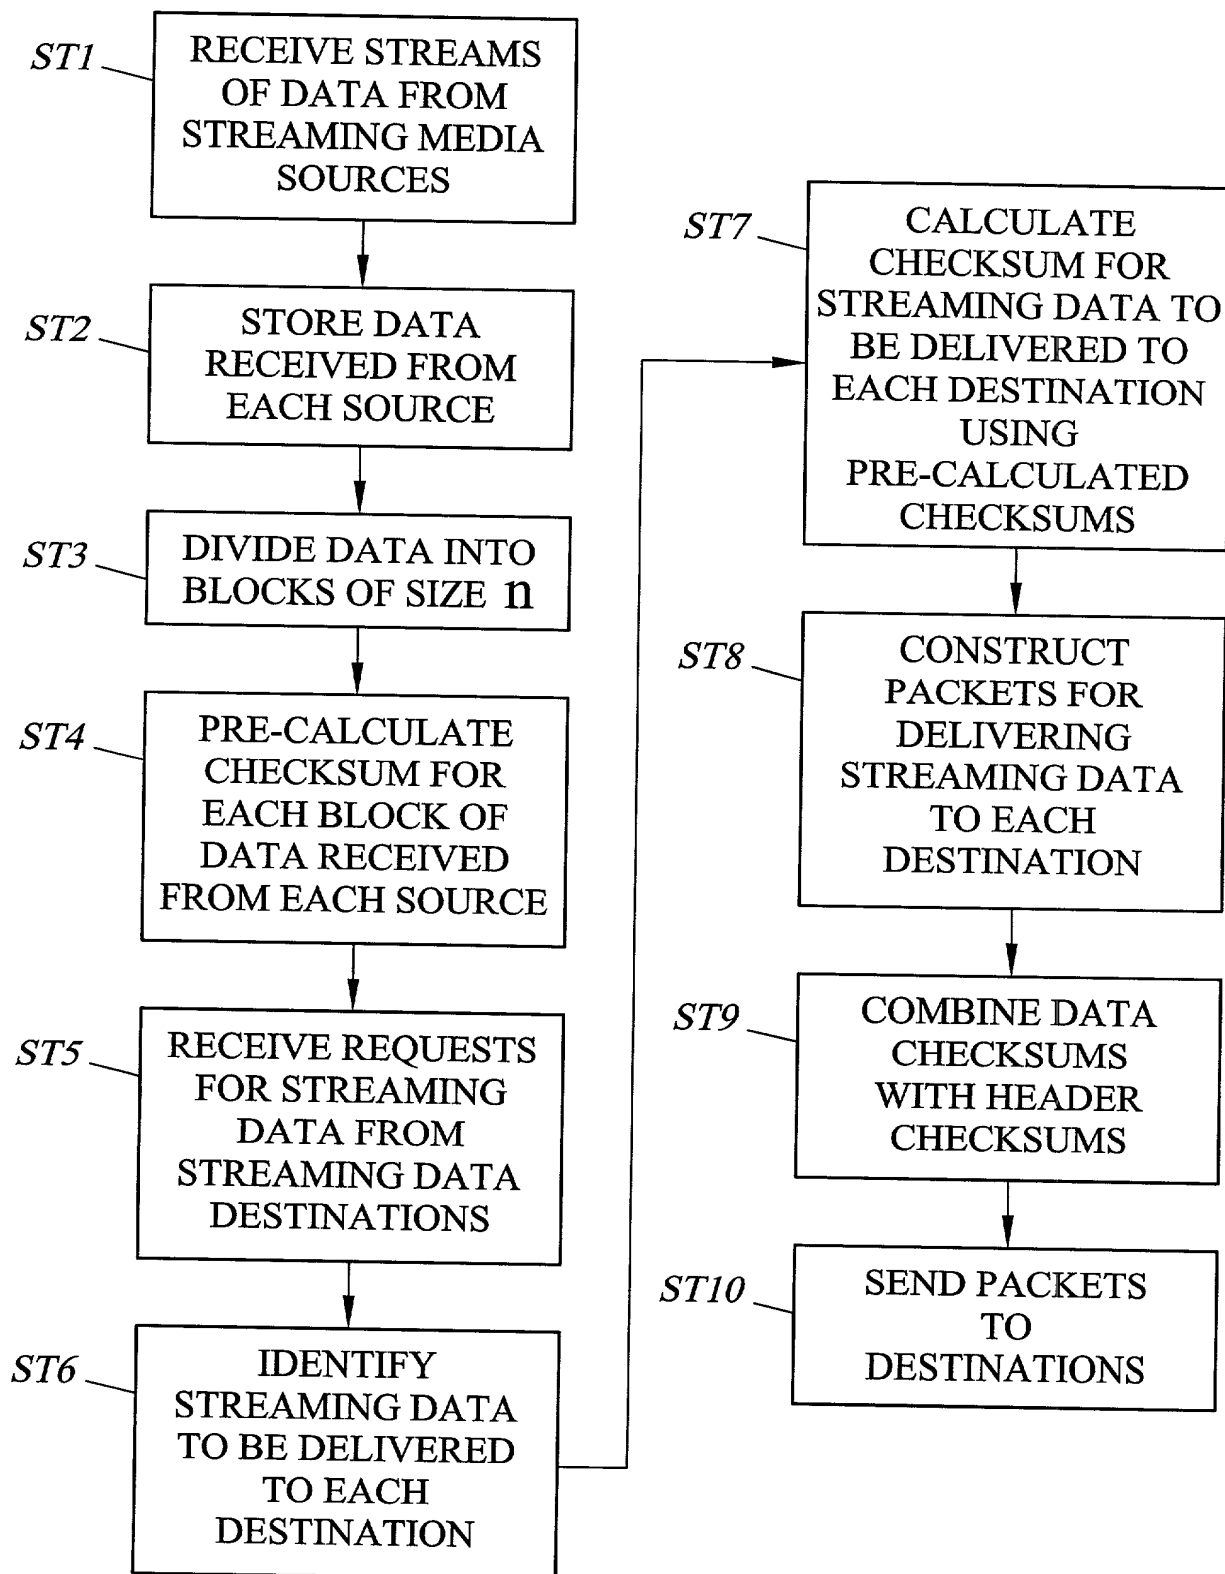 ST1
RECEIVE STREAMS
OF DATA FROM
STREAMING MEDIA
SOURCES
ST2
STORE DATA
RECEIVED FROM
EACH SOURCE
ST3
DIVIDE DATA INTO
BLOCKS OF SIZE n
ST4
PRE-CALCULATE
CHECKSUM FOR
EACH BLOCK OF
DATA RECEIVED
FROM EACH SOURCE
ST5
RECEIVE REQUESTS
FOR STREAMING
DATA FROM
STREAMING DATA
DESTINATIONS
ST6
IDENTIFY
STREAMING DATA
TO BE DELIVERED
TO EACH
DESTINATION
ST7
CALCULATE
CHECKSUM FOR
STREAMING DATA TO
BE DELIVERED TO
EACH DESTINATION
USING
PRE-CALCULATED
CHECKSUMS
ST8
CONSTRUCT
PACKETS FOR
DELIVERING
STREAMING DATA
TO EACH
DESTINATION
ST9
COMBINE DATA
CHECKSUMS
WITH HEADER
CHECKSUMS
ST10
SEND PACKETS
TO
DESTINATIONS